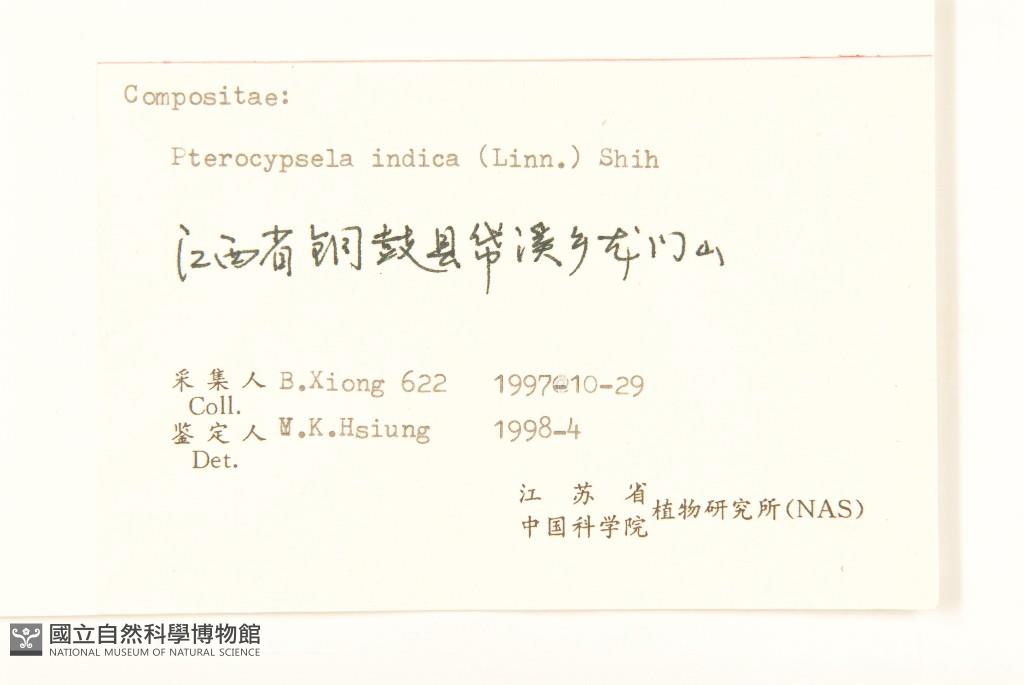 Compositae:
Pterocypsela indica (Linn.) Shih
江西省铜鼓县帒溪乡龙门山
采集人 B.Xiong 622 1997-10-29
Coll.
鉴定人 M.K.Hsiung 1998-4
Det.
江苏省
中国科学院 植物研究所(NAS)
國立自然科學博物館
NATIONAL MUSEUM OF NATURAL SCIENCE